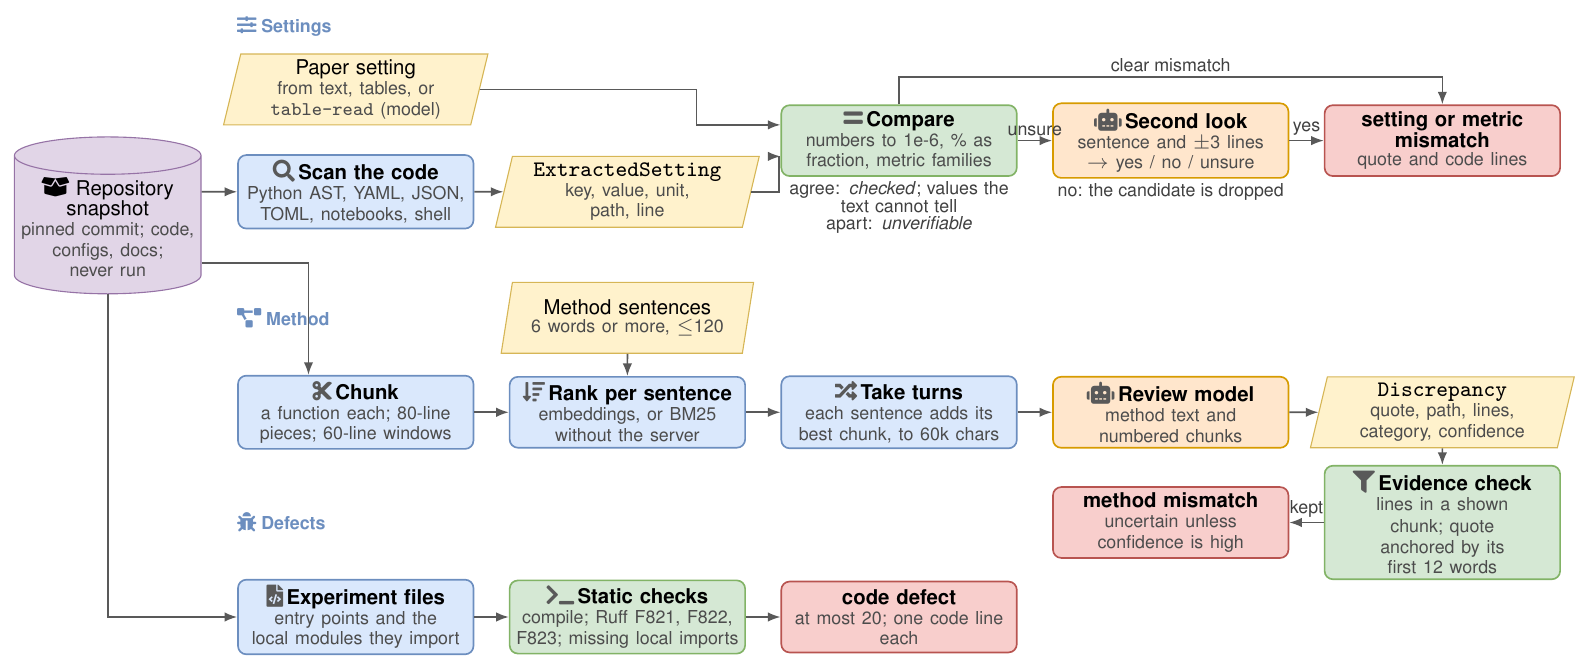 Settings
Paper setting
from text, tables, or
table-read (model)
clear mismatch
Repository
snapshot
pinned commit; code,
configs, docs;
never run
Scan the code
Python AST, YAML, JSON,
TOML, notebooks, shell
ExtractedSetting
key, value, unit,
path, line
Compare
numbers to 1e-6, % as
fraction, metric families
agree: checked; values the
text cannot tell
apart: unverifiable
unsure
Second look
sentence and ±3 lines
→ yes / no / unsure
no: the candidate is dropped
yes
setting or metric
mismatch
quote and code lines
Method
Method sentences
6 words or more, ≤120
Chunk
a function each; 80-line
pieces; 60-line windows
Rank per sentence
embeddings, or BM25
without the server
Take turns
each sentence adds its
best chunk, to 60k chars
Review model
method text and
numbered chunks
Discrepancy
quote, path, lines,
category, confidence
Evidence check
lines in a shown
chunk; quote
anchored by its
first 12 words
kept
method mismatch
uncertain unless
confidence is high
Defects
Experiment files
entry points and the
local modules they import
Static checks
compile; Ruff F821, F822,
F823; missing local imports
code defect
at most 20; one code line
each